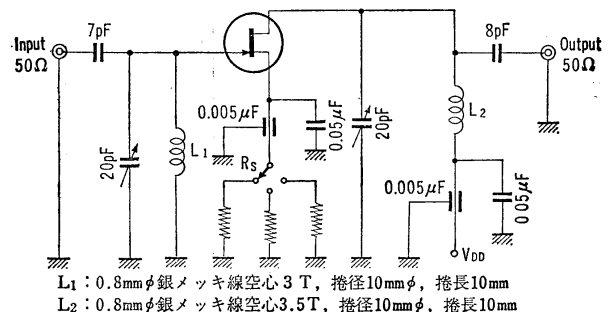 Input
50Ω
7pF
8pF
Output
50Ω
20pF
L1
0.005μF
0.05μF
RS
20pF
L2
0.005μF
0.05μF
VDD
L1：0.8mmφ銀メッキ線空心3T，捲径10mmφ，捲長10mm
L2：0.8mmφ銀メッキ線空心3.5T，捲径10mmφ，捲長10mm